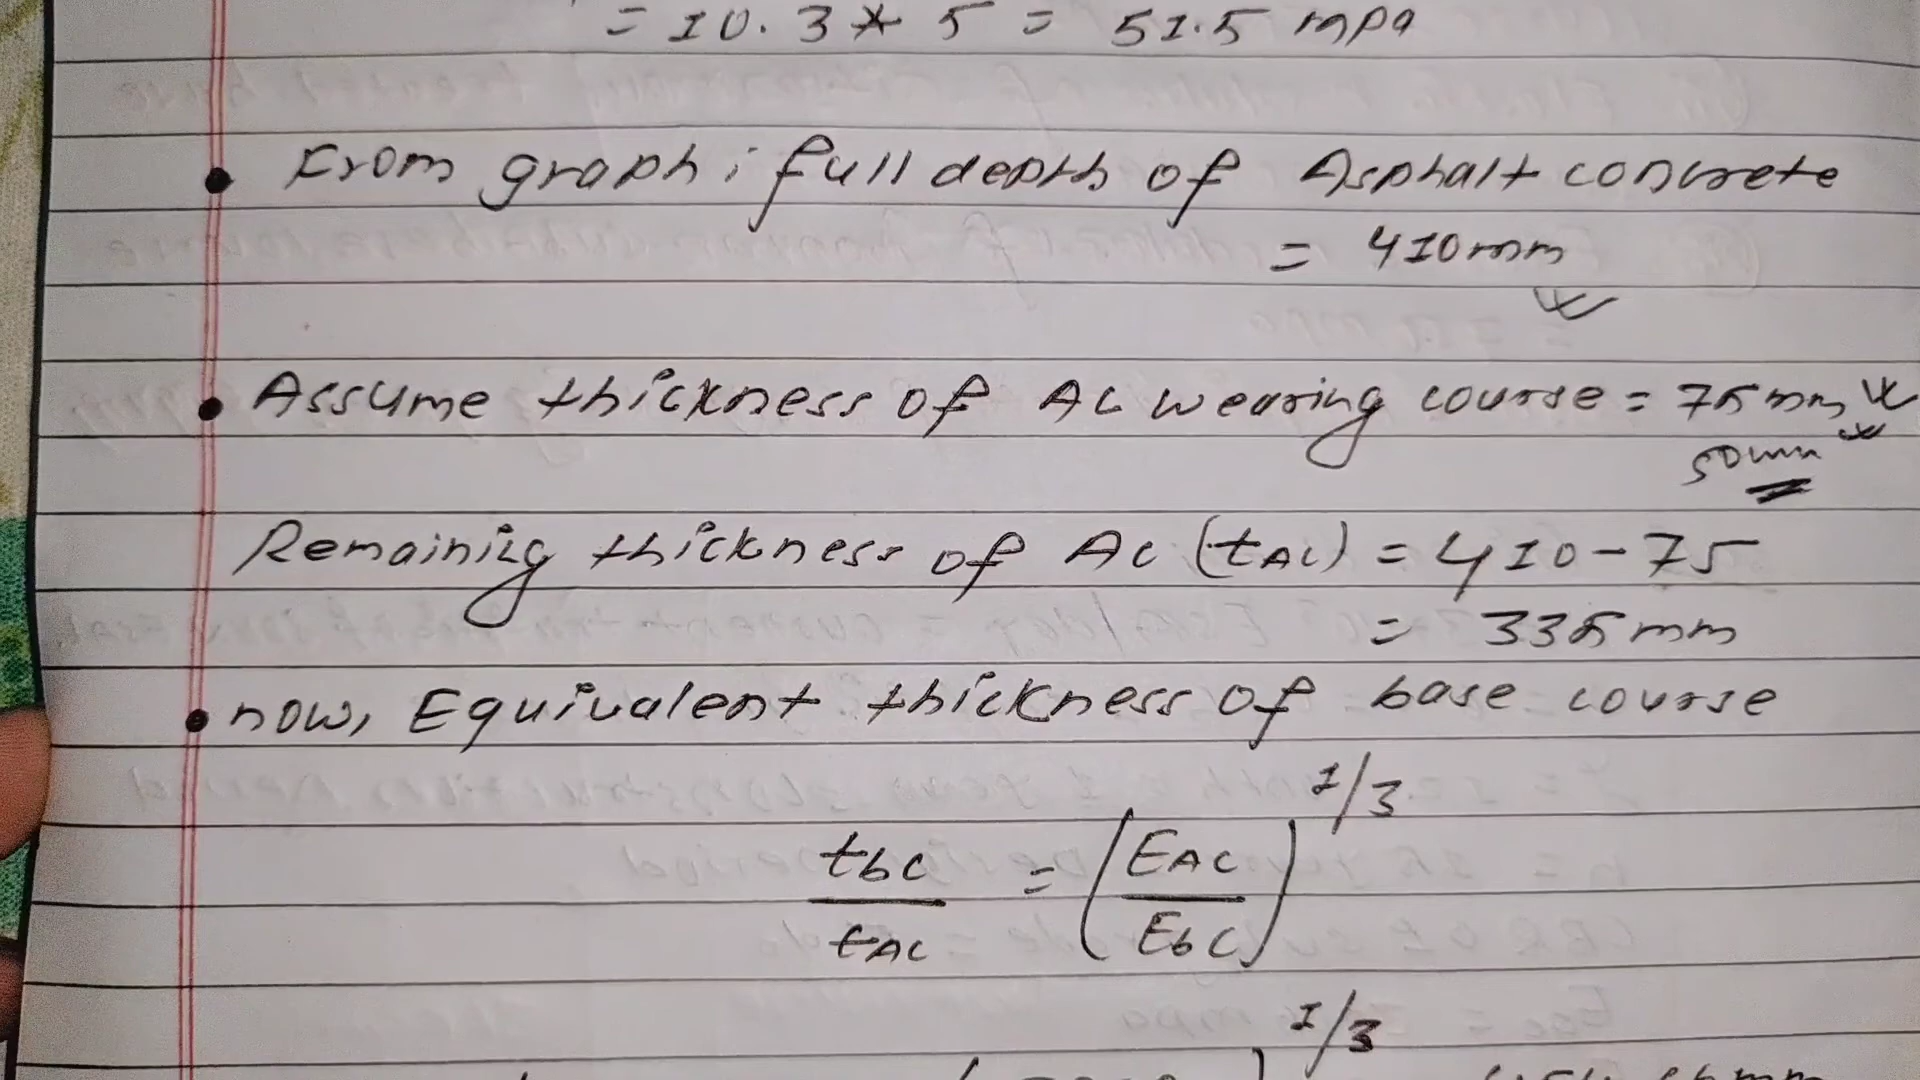 = 10.3 * 5 = 51.5 mpa
• From graph; full depth of Asphalt concrete
= 410mm
• Assume thickness of AC wearing course = 75mm
50mm
Remaining thickness of AC (tAC) = 410-75
= 335mm
• now, Equivalent thickness of base course
tbC/tAC = (EAC/EbC)^1/3
1/3